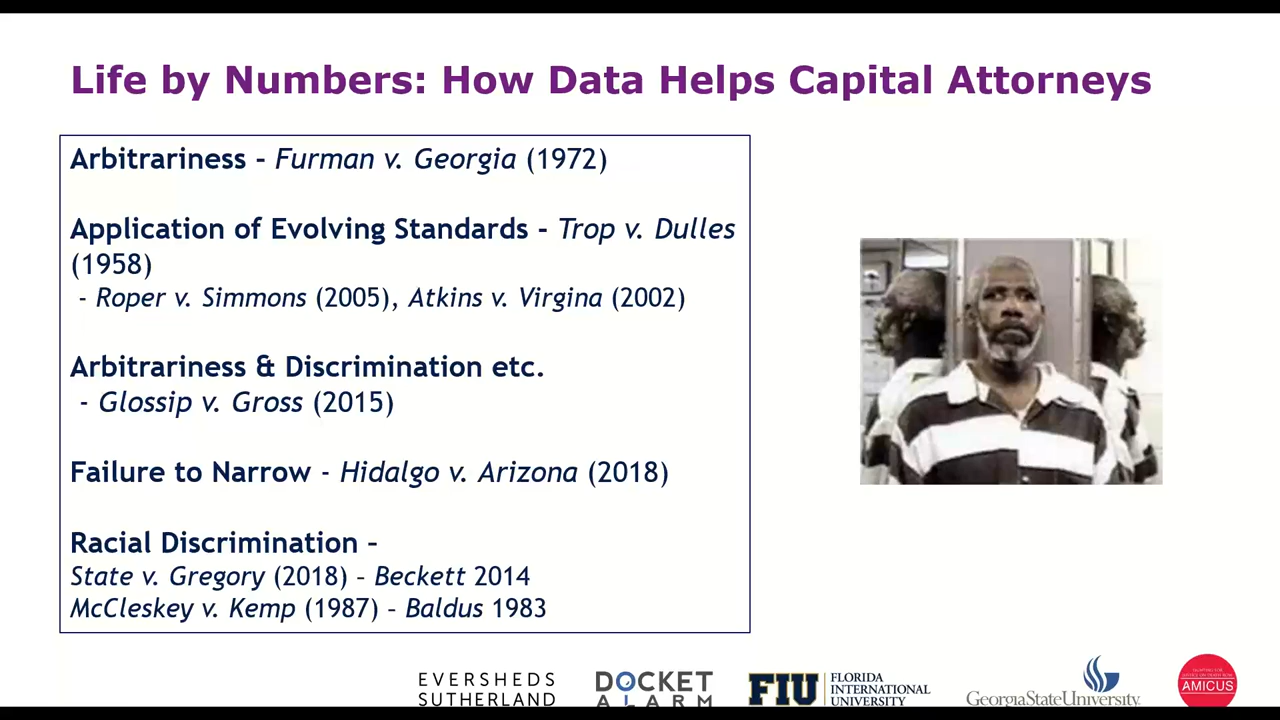 Life by Numbers: How Data Helps Capital Attorneys
Arbitrariness - Furman v. Georgia (1972)
Application of Evolving Standards - Trop v. Dulles
(1958)
- Roper v. Simmons (2005), Atkins v. Virgina (2002)
Arbitrariness & Discrimination etc.
- Glossip v. Gross (2015)
Failure to Narrow - Hidalgo v. Arizona (2018)
Racial Discrimination –
State v. Gregory (2018) – Beckett 2014
McCleskey v. Kemp (1987) – Baldus 1983
EVERSHEDS
SUTHERLAND
DOCKET
ALARM
FIU
FLORIDA
INTERNATIONAL
UNIVERSITY
GeorgiaStateUniversity
AMICUS